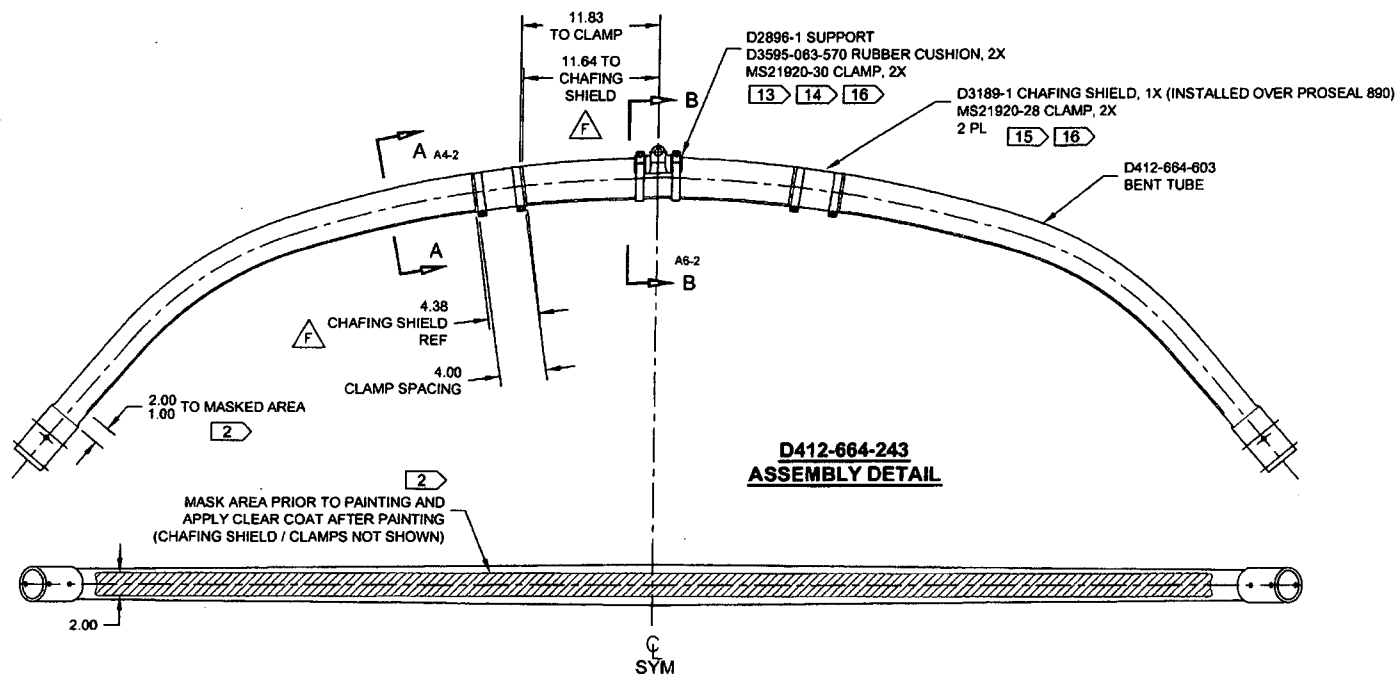 11.83
TO CLAMP
11.64 TO
CHAFING
SHIELD
F
B
D2896-1 SUPPORT
D3595-063-570 RUBBER CUSHION, 2X
MS21920-30 CLAMP, 2X
13 14 16
D3189-1 CHAFING SHIELD, 1X (INSTALLED OVER PROSEAL 890)
MS21920-28 CLAMP, 2X
2 PL 15 16
D412-664-603
BENT TUBE
A A4-2
A
A6-2
B
4.38
CHAFING SHIELD
REF
F
4.00
CLAMP SPACING
2.00
1.00 TO MASKED AREA
2
D412-664-243
ASSEMBLY DETAIL
2
MASK AREA PRIOR TO PAINTING AND
APPLY CLEAR COAT AFTER PAINTING
(CHAFING SHIELD / CLAMPS NOT SHOWN)
2.00
CL
SYM